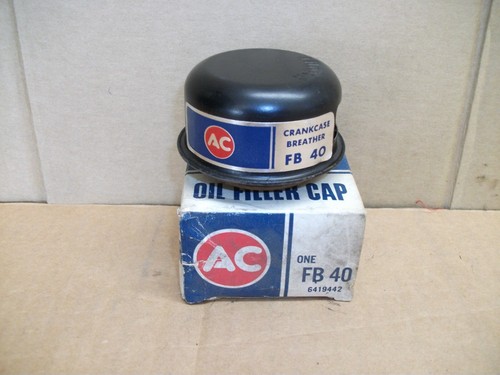 AC
CRANKCASE
BREATHER
FB 40
OIL FILLER CAP
AC
ONE
FB 40
6419442